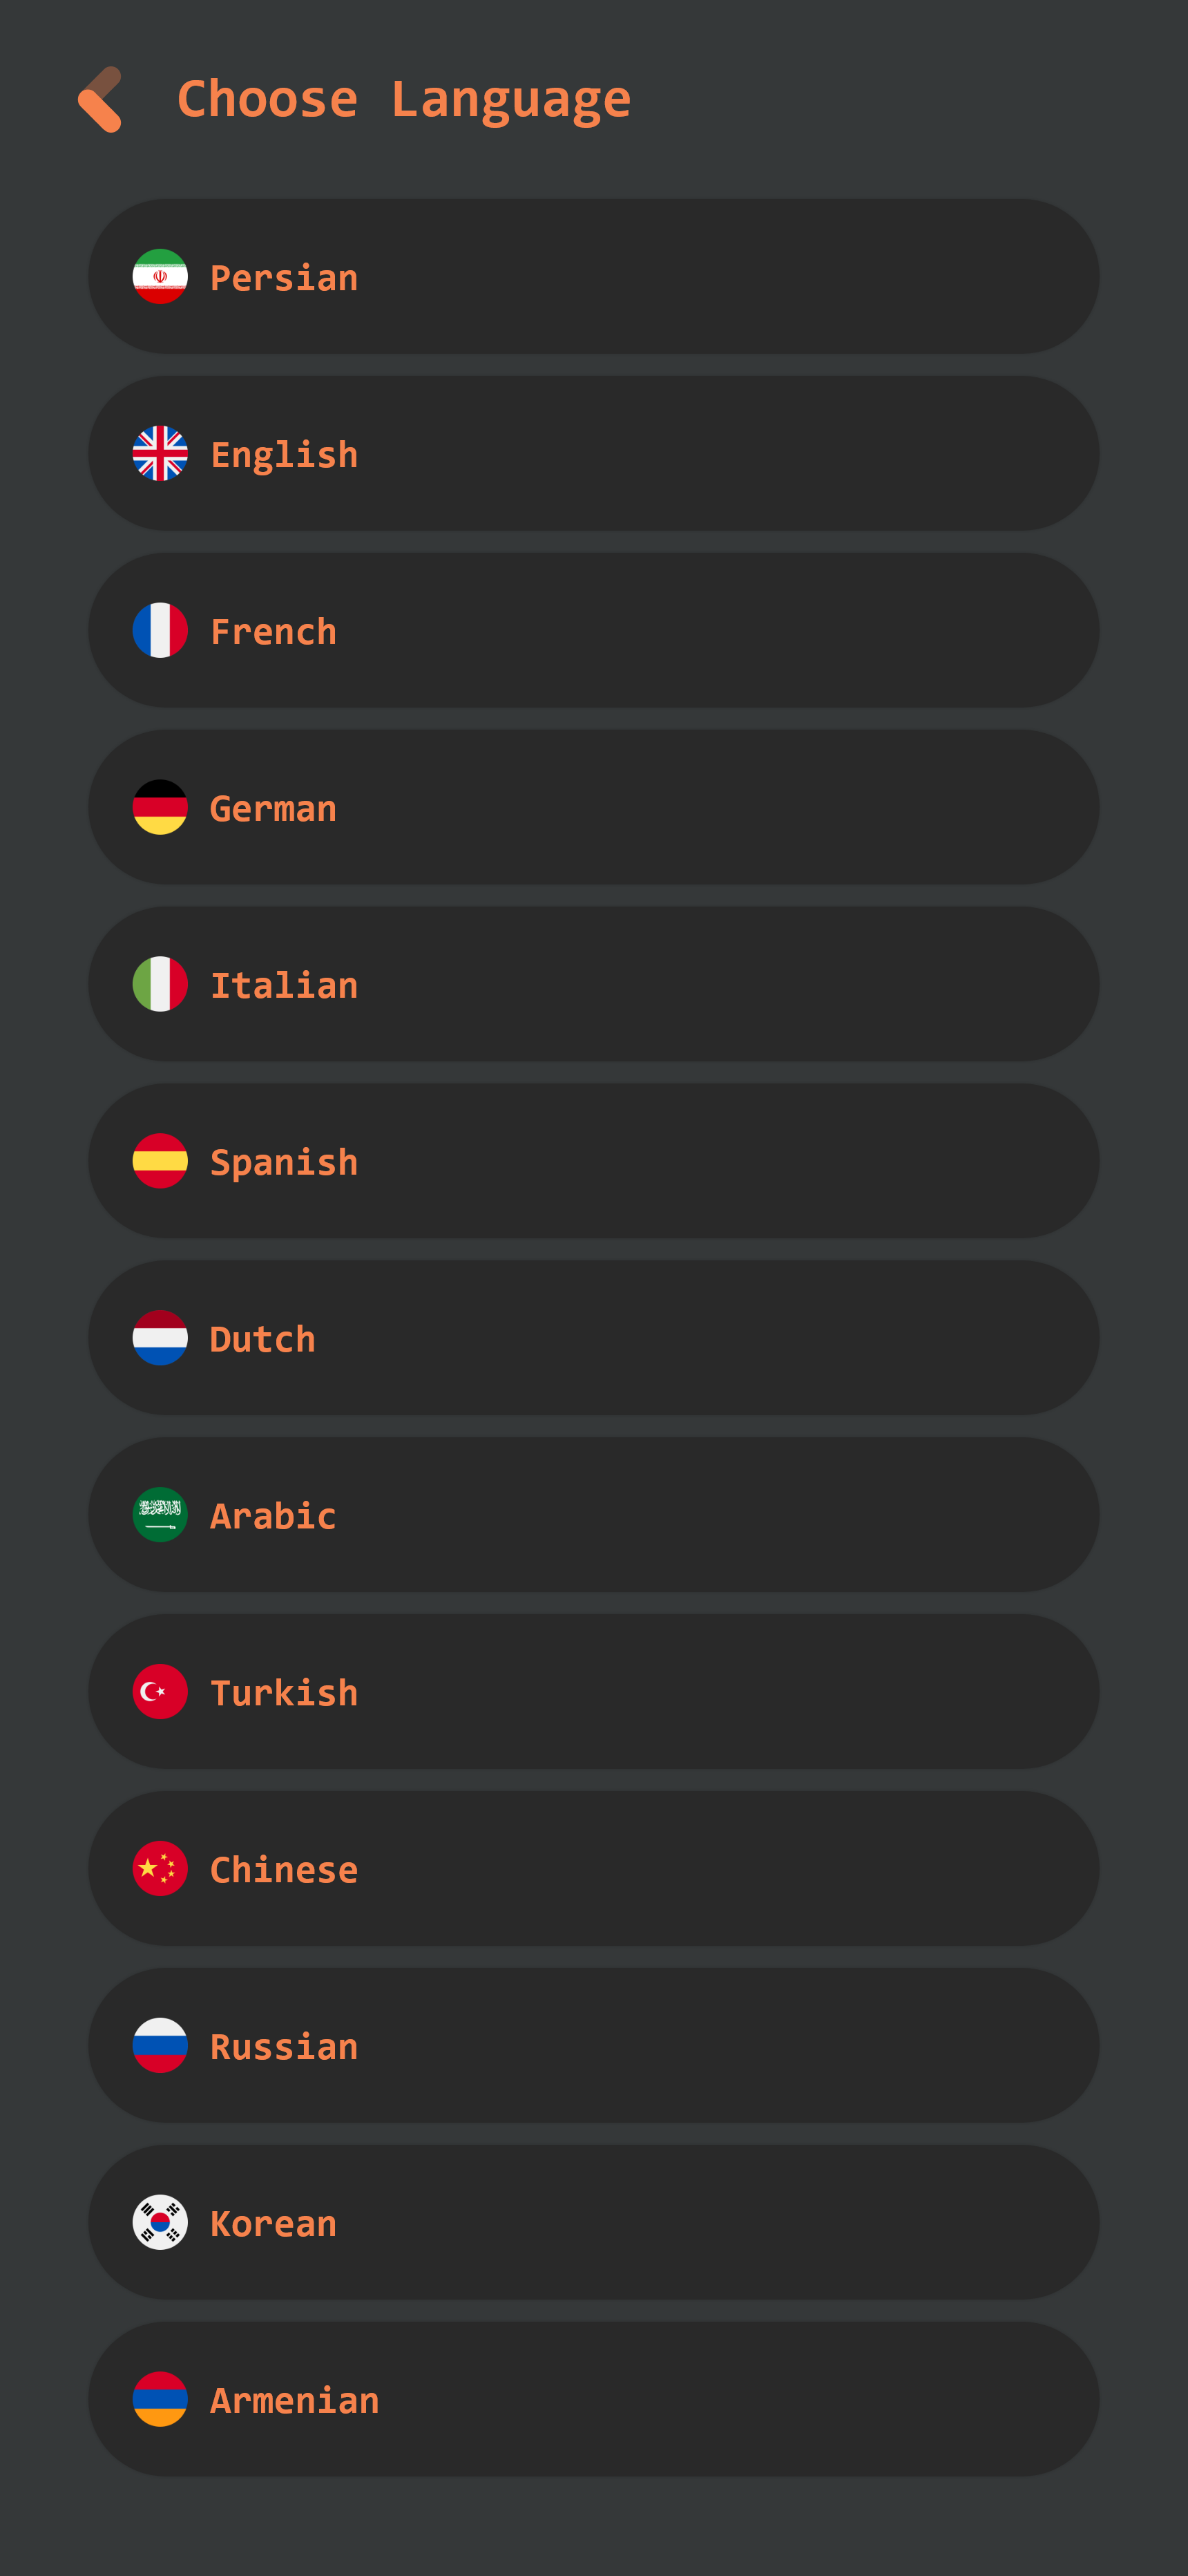 Choose Language
Persian
English
French
German
Italian
Spanish
Dutch
Arabic
Turkish
Chinese
Russian
Korean
Armenian